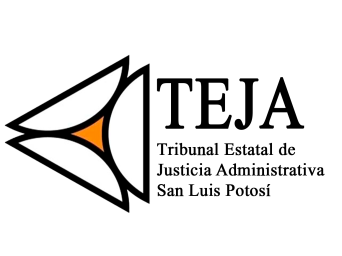 TEJA
Tribunal Estatal de
Justicia Administrativa
San Luis Potosí